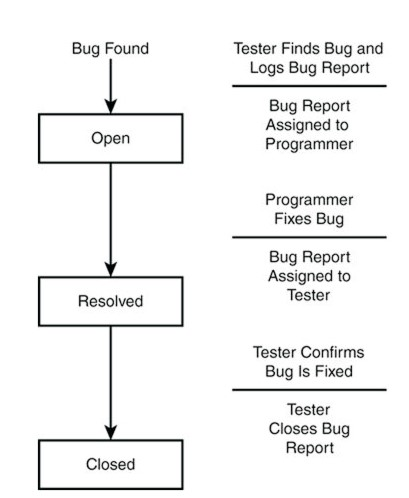 Bug Found
Tester Finds Bug and
Logs Bug Report
Open
Bug Report
Assigned to
Programmer
Programmer
Fixes Bug
Resolved
Bug Report
Assigned to
Tester
Tester Confirms
Bug Is Fixed
Closed
Tester
Closes Bug
Report